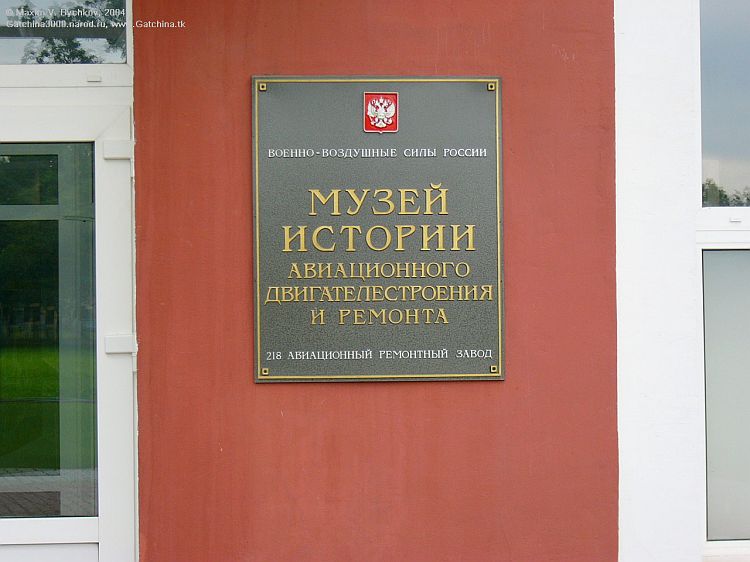 © Maxim V. Bychkov, 2004
Gatchina3000.narod.ru, www.Gatchina.tk
ВОЕННО-ВОЗДУШНЫЕ СИЛЫ РОССИИ
МУЗЕЙ
ИСТОРИИ
АВИАЦИОННОГО
ДВИГАТЕЛЕСТРОЕНИЯ
И РЕМОНТА
218 АВИАЦИОННЫЙ РЕМОНТНЫЙ ЗАВОД